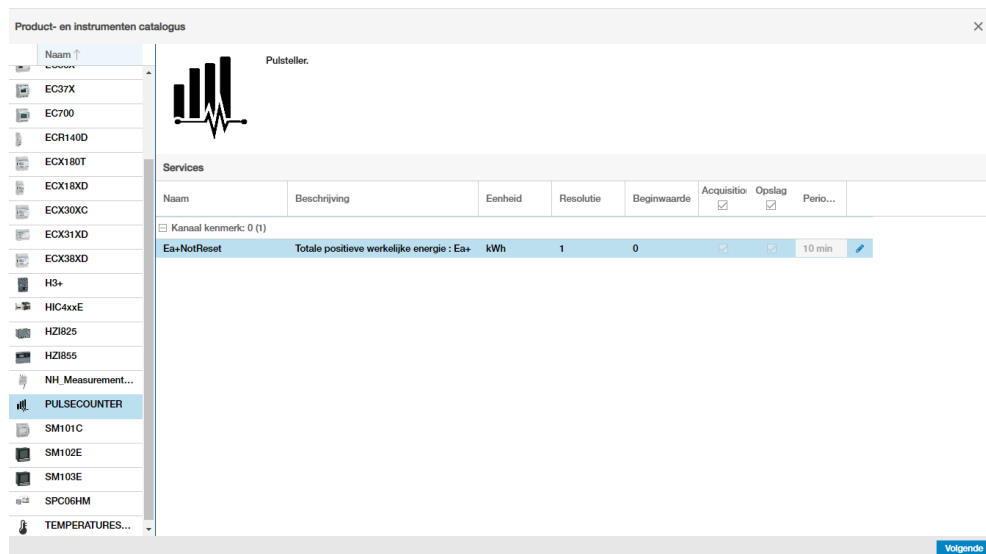 Product- en instrumenten catalogus
Naam
Pulsteller.
EC37X
EC700
ECR140D
ECX180T
ECX18XD
ECX30XC
ECX31XD
ECX38XD
H3+
HIC4xxE
HZI825
HZI855
NH_Measurement...
PULSECOUNTER
SM101C
SM102E
SM103E
SPC06HM
TEMPERATURES...
Services
Naam Beschrijving Eenheid Resolutie Beginwaarde Acquisitio Opslag Perio...
Kanaal kenmerk: 0 (1)
Ea+NotReset Totale positieve werkelijke energie : Ea+ kWh 1 0 10 min
Volgende